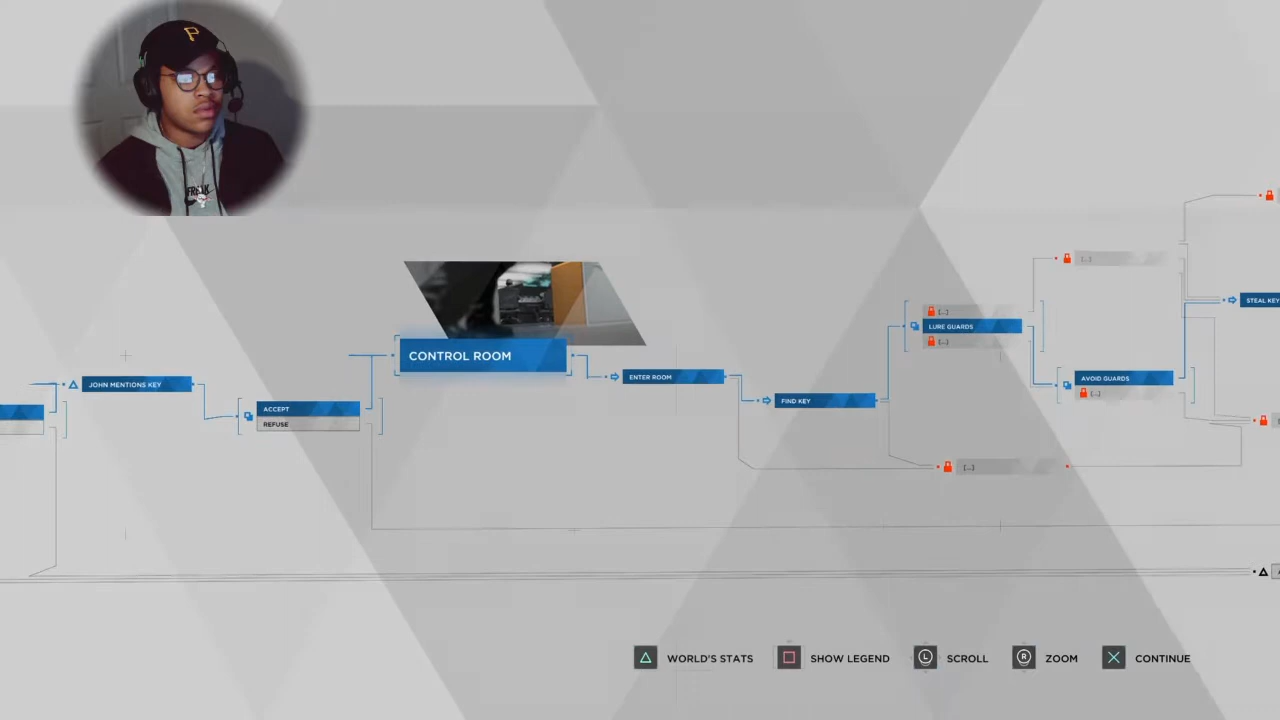 P
FREAK
[...]
[...]
LURE GUARDS
[...]
STEAL KEY
CONTROL ROOM
ENTER ROOM
AVOID GUARDS
JOHN MENTIONS KEY
[...]
FIND KEY
ACCEPT
REFUSE
[...]
WORLD'S STATS
SHOW LEGEND
L SCROLL
R ZOOM
CONTINUE